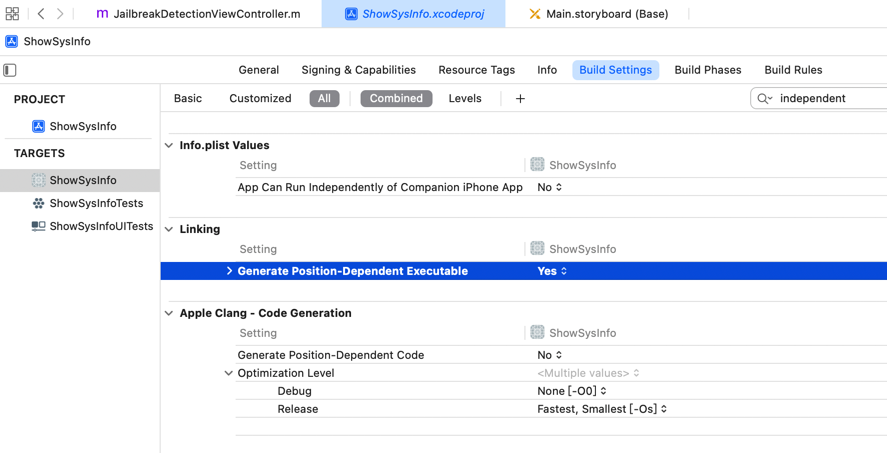 JailbreakDetectionViewController.m ShowSysInfo.xcodeproj Main.storyboard (Base)
ShowSysInfo
General Signing & Capabilities Resource Tags Info Build Settings Build Phases Build Rules
PROJECT
ShowSysInfo
TARGETS
ShowSysInfo
ShowSysInfoTests
ShowSysInfoUITests
Basic Customized All Combined Levels + independent
Info.plist Values
Setting ShowSysInfo
App Can Run Independently of Companion iPhone App No
Linking
Setting ShowSysInfo
Generate Position-Dependent Executable Yes
Apple Clang - Code Generation
Setting ShowSysInfo
Generate Position-Dependent Code No
Optimization Level <Multiple values>
Debug None [-O0]
Release Fastest, Smallest [-Os]